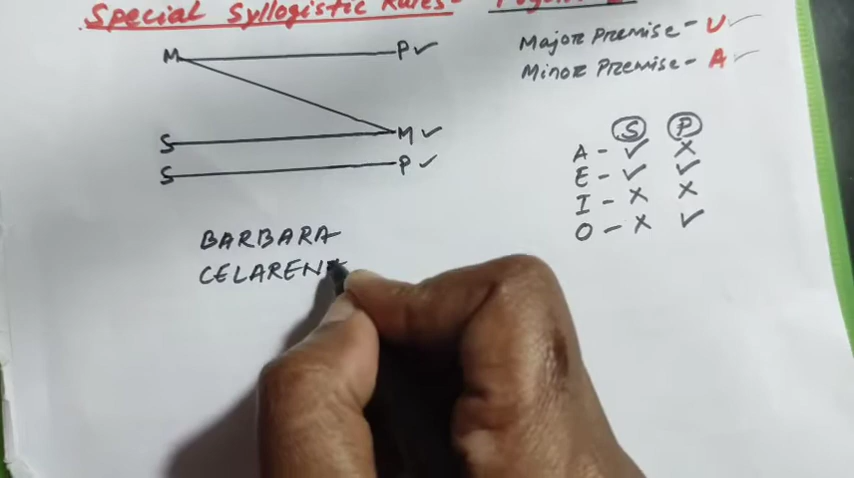 Special Syllogistic Rules-
M P ✓
Major Premise - U ✓
Minor Premise - A ✓
S M ✓
S P ✓
S P
A - ✓ ✗
E - ✓ ✓
I - ✗ ✗
O - ✗ ✓
BARBARA
CELAREN